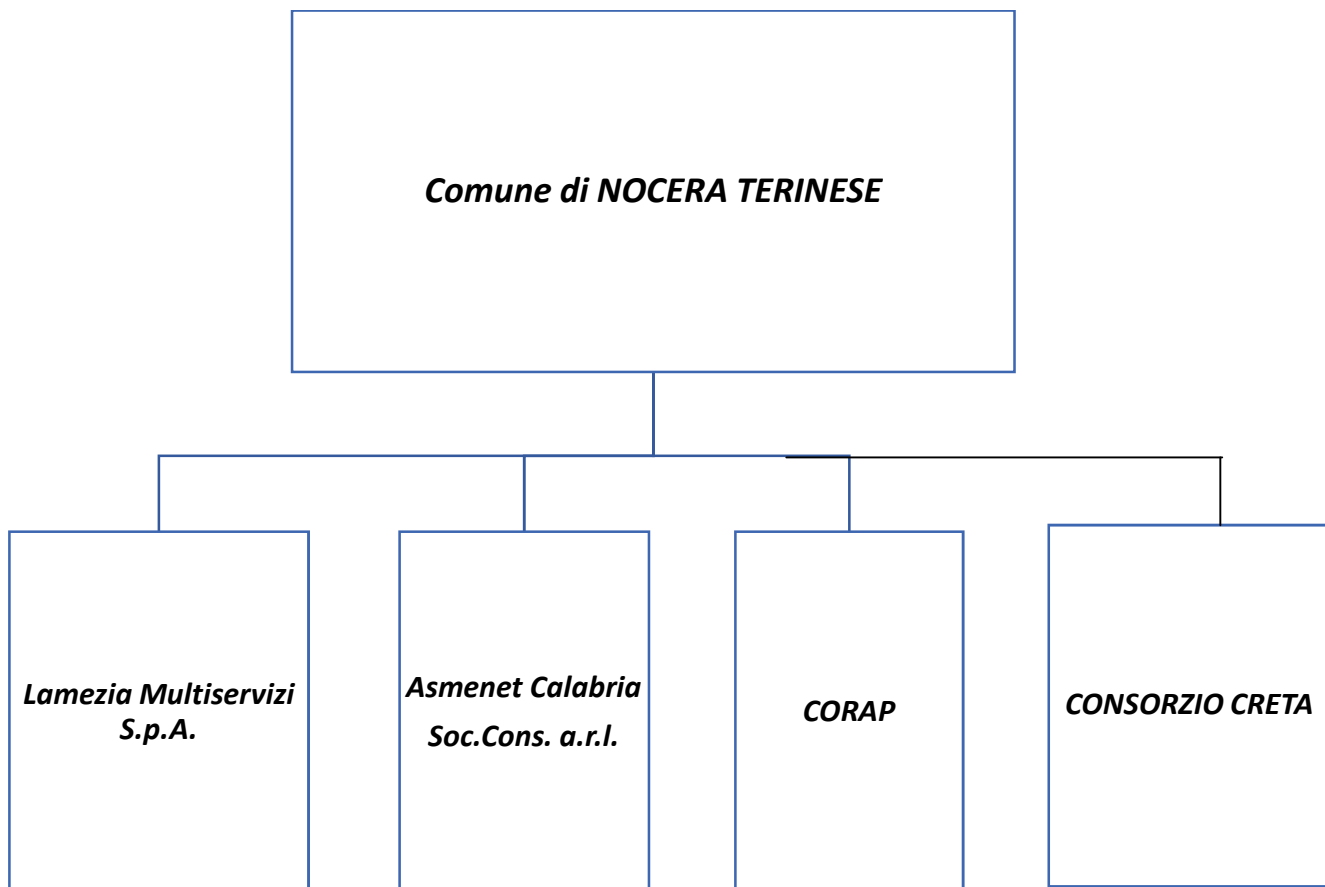 Comune di NOCERA TERINESE
Lamezia Multiservizi
S.p.A.
Asmenet Calabria
Soc.Cons. a.r.l.
CORAP
CONSORZIO CRETA